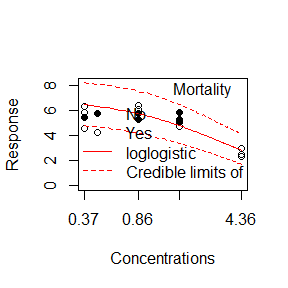 Mortality
No
Yes
loglogistic
Credible limits of
Response
0
2
4
6
8
0.37
0.86
4.36
Concentrations